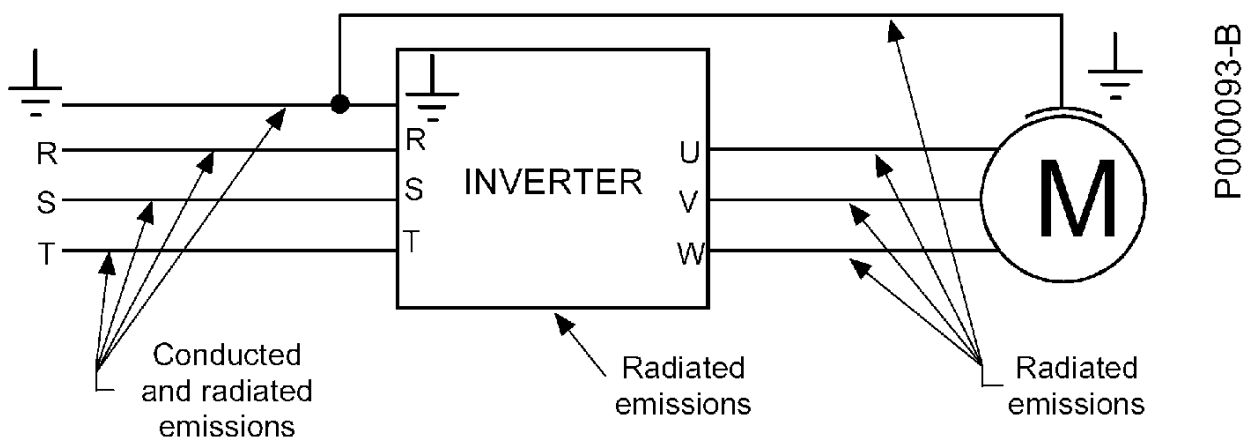 P000093-B
R
S
T
R
S
T
INVERTER
U
V
W
M
Conducted
and radiated
emissions
Radiated
emissions
Radiated
emissions